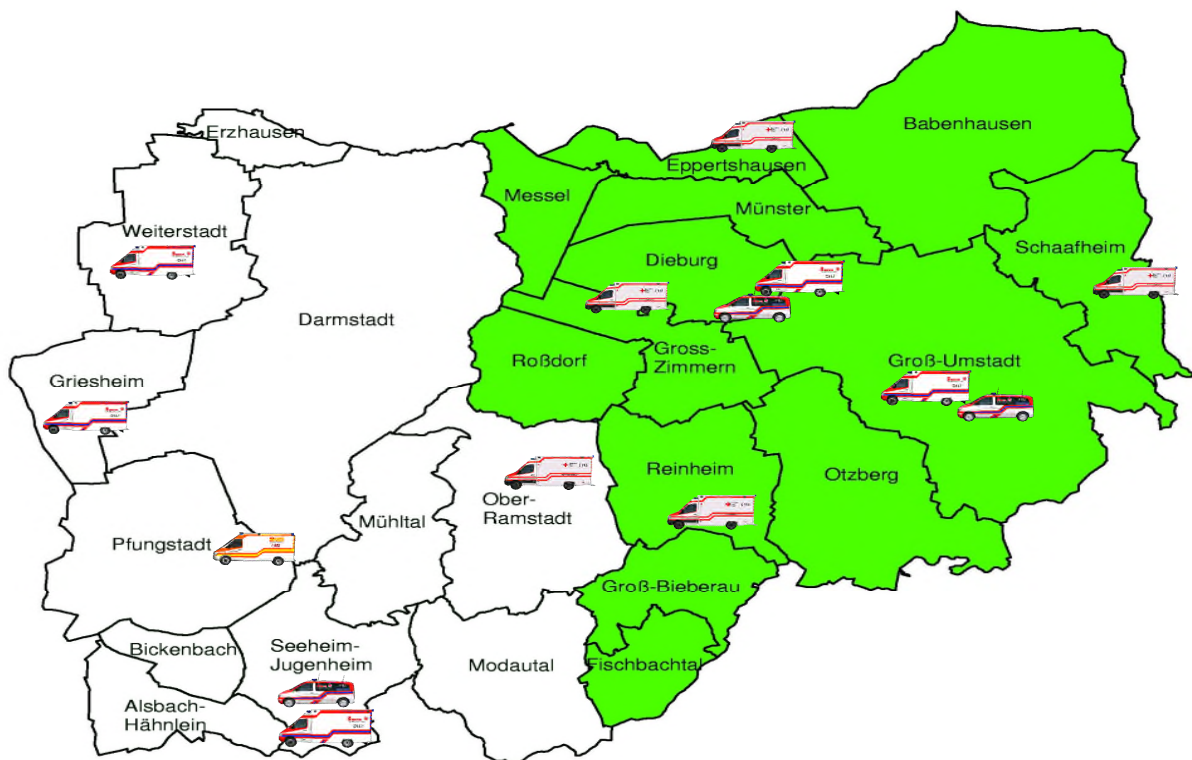 Erzhausen
Babenhausen
Eppertshausen
Messel
Münster
Weiterstadt
Schaafheim
Dieburg
Darmstadt
Roßdorf
Gross-
Zimmern
Groß-Umstadt
Griesheim
Reinheim
Otzberg
Ober-
Ramstadt
Mühltal
Pfungstadt
Groß-Bieberau
Bickenbach
Seeheim-
Jugenheim
Modautal
Fischbachtal
Alsbach-
Hähnlein